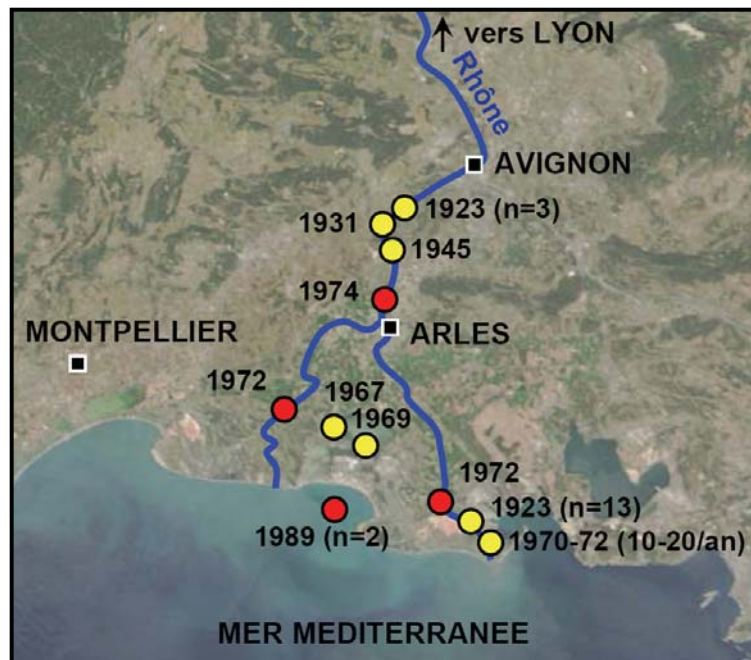 vers LYON
Rhône
AVIGNON
1923 (n=3)
1931
1945
1974
MONTPELLIER
ARLES
1972
1967
1969
1972
1923 (n=13)
1989 (n=2)
1970-72 (10-20/an)
MER MEDITERRANEE